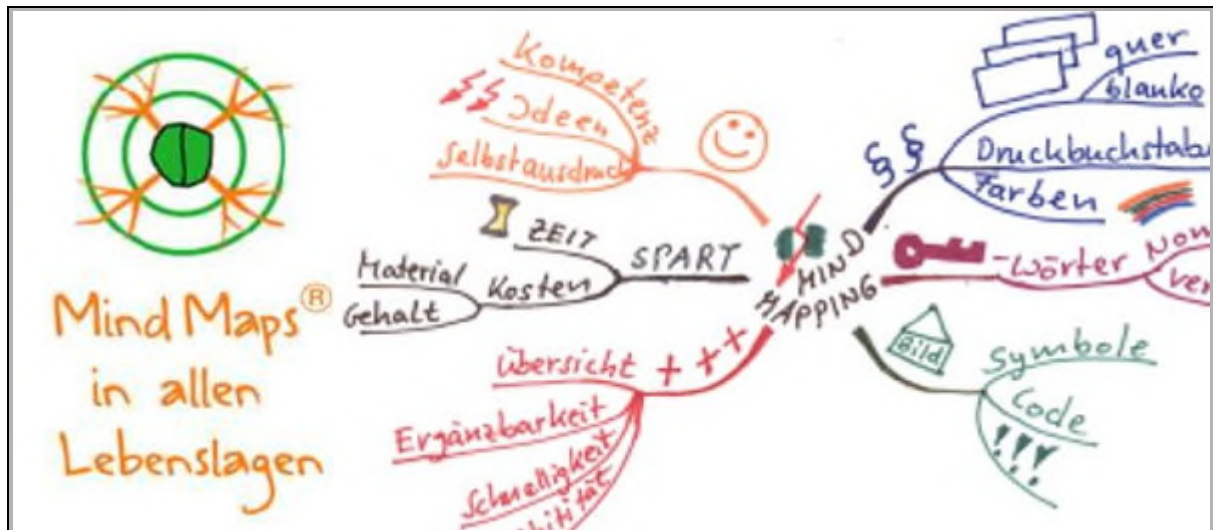 Mind Maps®
in allen
Lebenslagen
MIND
MAPPING
Kompetenz
Ideen
Selbstausdruck
SPART
ZEIT
Kosten
Material
Gehalt
+ + +
Übersicht
Ergänzbarkeit
Schnelligkeit
§ §
quer
blanko
Druckbuchstabe
Farben
-wörter
Bild
Symbole
Code
!!!